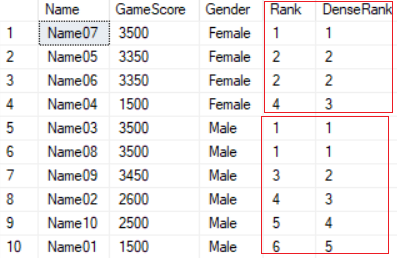 Name GameScore Gender Rank DenseRank
1 Name07 3500 Female 1 1
2 Name05 3350 Female 2 2
3 Name06 3350 Female 2 2
4 Name04 1500 Female 4 3
5 Name03 3500 Male 1 1
6 Name08 3500 Male 1 1
7 Name09 3450 Male 3 2
8 Name02 2600 Male 4 3
9 Name10 2500 Male 5 4
10 Name01 1500 Male 6 5